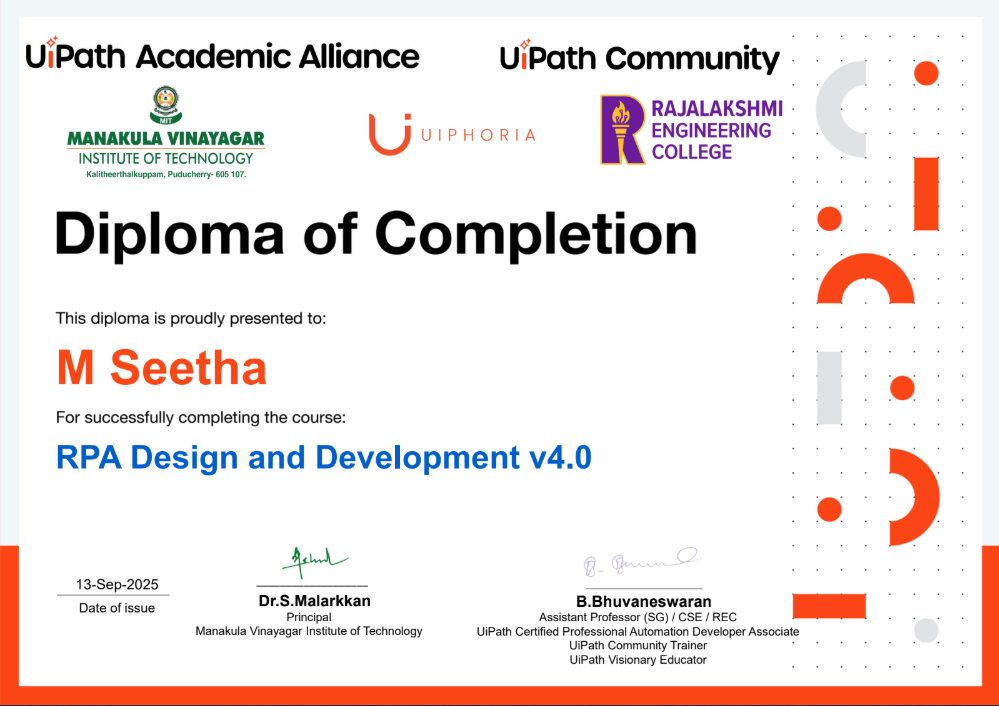 UiPath Academic Alliance
UiPath Community
MIT
MANAKULA VINAYAGAR
INSTITUTE OF TECHNOLOGY
Kalitheerthalkuppam, Puducherry- 605 107.
UIPHORIA
RAJALAKSHMI
ENGINEERING
COLLEGE
Diploma of Completion
This diploma is proudly presented to:
M Seetha
For successfully completing the course:
RPA Design and Development v4.0
13-Sep-2025
Date of issue
Dr.S.Malarkkan
Principal
Manakula Vinayagar Institute of Technology
B.Bhuvaneswaran
Assistant Professor (SG) / CSE / REC
UiPath Certified Professional Automation Developer Associate
UiPath Community Trainer
UiPath Visionary Educator